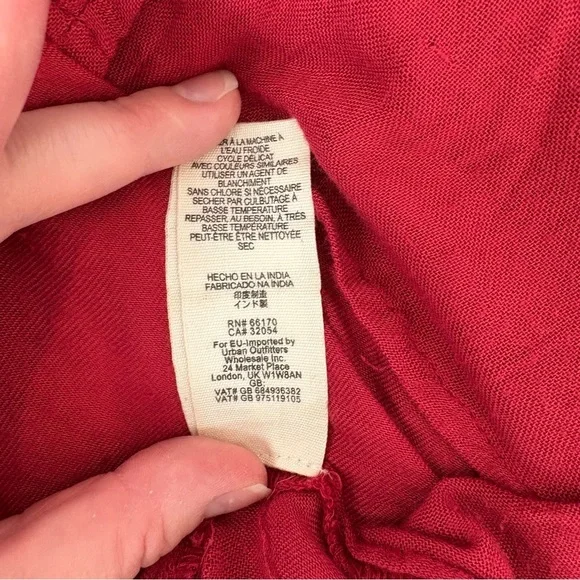 À LA MACHINE À
L'EAU FROIDE
CYCLE DÉLICAT
AVEC COULEURS SIMILAIRES
UTILISER UN AGENT DE
BLANCHIMENT
SANS CHLORE SI NÉCESSAIRE
SECHER PAR CULBUTAGE À
BASSE TEMPÉRATURE
REPASSER, AU BESOIN, À TRÈS
BASSE TEMPÉRATURE
PEUT-ÊTRE ÊTRE NETTOYÉE
SEC
HECHO EN LA INDIA
FABRICADO NA INDIA
印度制造
インド製
RN# 66170
CA# 32054
For EU-Imported by
Urban Outfitters
Wholesale Inc.
24 Market Place
London, UK W1W8AN
GB:
VAT# GB 684936382
VAT# GB 975119105